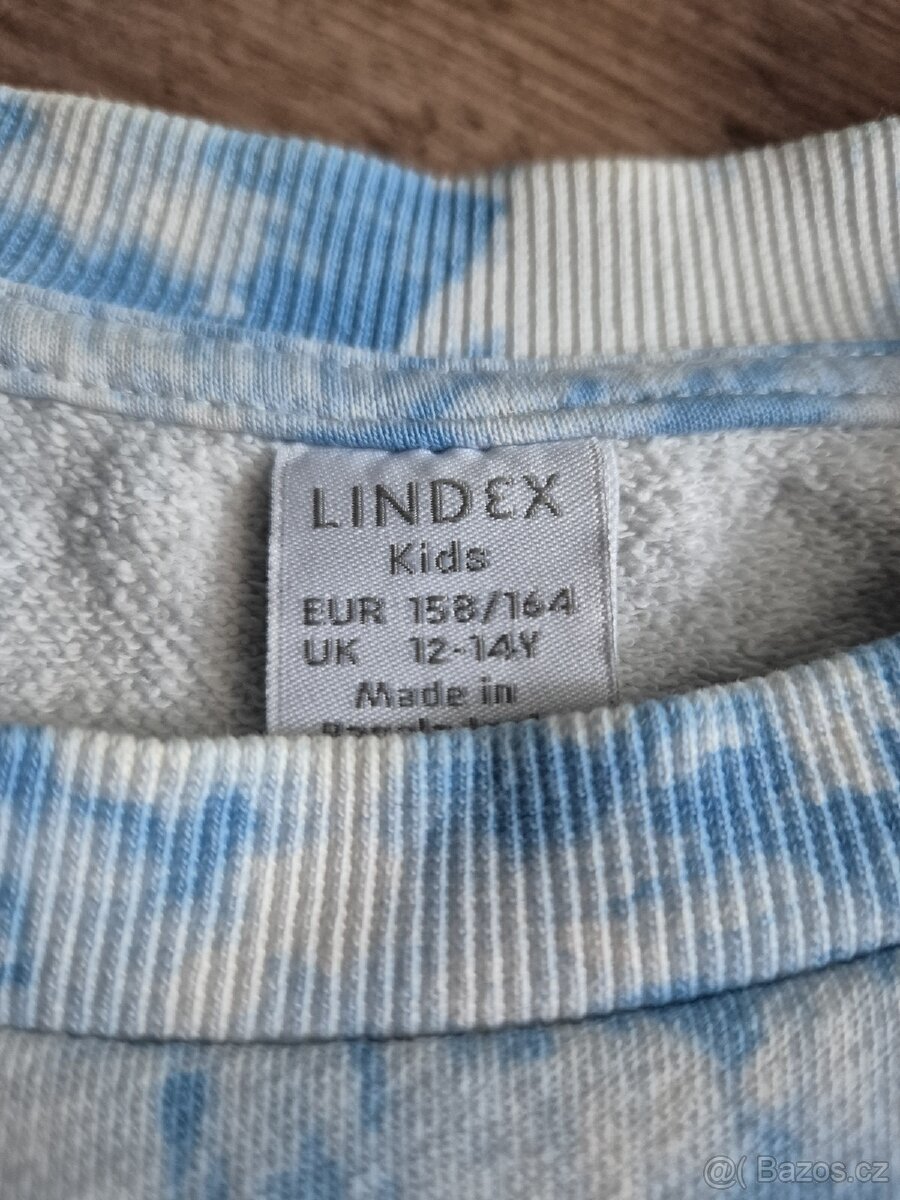 LINDEX
Kids
EUR 158/164
UK 12-14Y
Made in
@( Bazos.cz